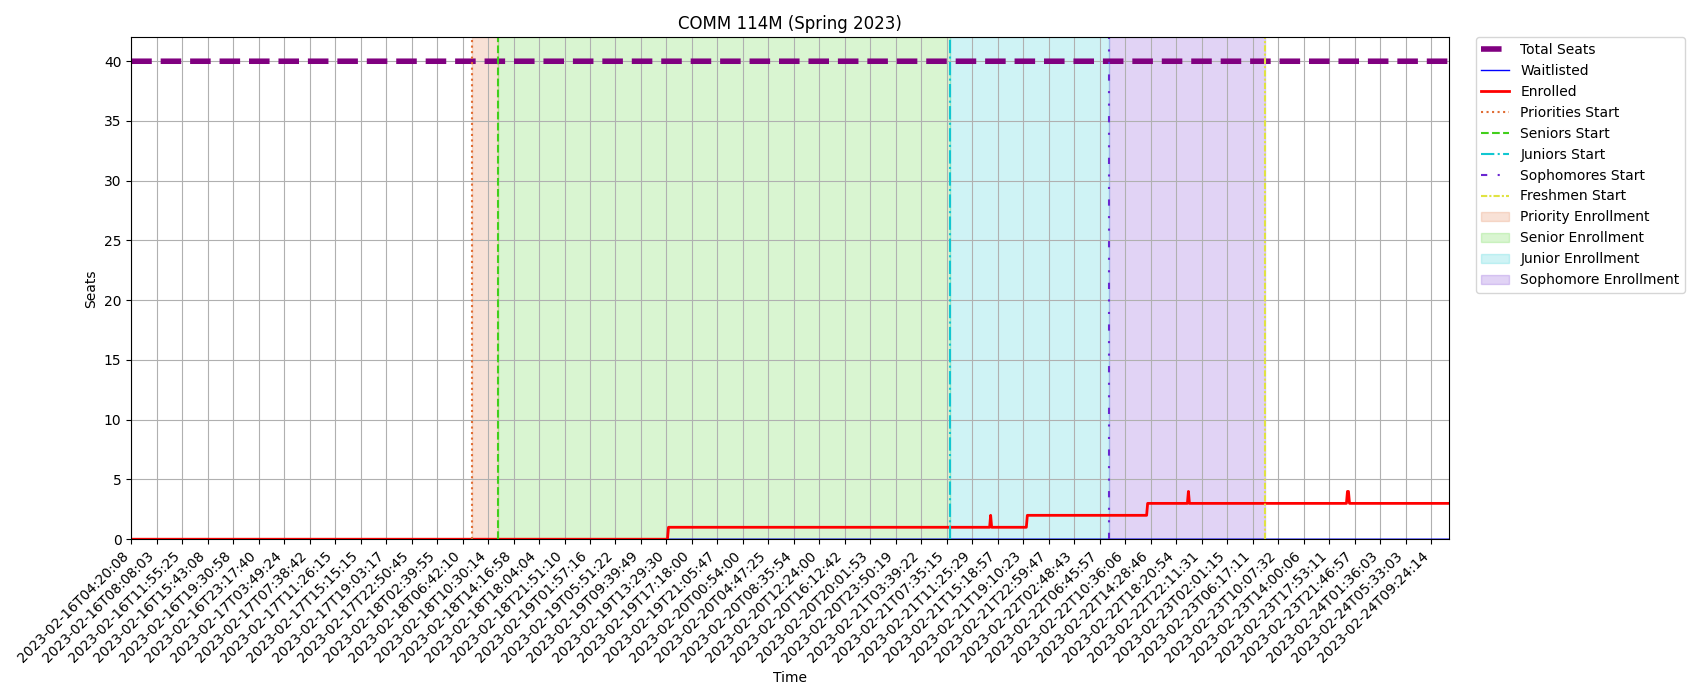 COMM 114M (Spring 2023)
Total Seats
Waitlisted
Enrolled
Priorities Start
Seniors Start
Juniors Start
Sophomores Start
Freshmen Start
Priority Enrollment
Senior Enrollment
Junior Enrollment
Sophomore Enrollment
Seats
40
35
30
25
20
15
10
5
0
2023-02-16T04:20:08
2023-02-16T08:08:03
2023-02-16T11:55:25
2023-02-16T15:43:08
2023-02-16T19:30:58
2023-02-16T23:17:40
2023-02-17T03:49:24
2023-02-17T07:38:42
2023-02-17T11:26:15
2023-02-17T15:15:15
2023-02-17T19:03:17
2023-02-17T22:50:45
2023-02-18T02:39:55
2023-02-18T06:42:10
2023-02-18T10:30:14
2023-02-18T14:16:58
2023-02-18T18:04:04
2023-02-18T21:51:10
2023-02-19T01:57:16
2023-02-19T05:51:22
2023-02-19T09:39:49
2023-02-19T13:29:30
2023-02-19T17:18:00
2023-02-19T21:05:47
2023-02-20T00:54:00
2023-02-20T04:47:25
2023-02-20T08:35:54
2023-02-20T12:24:00
2023-02-20T16:12:42
2023-02-20T20:01:53
2023-02-20T23:50:19
2023-02-21T03:39:22
2023-02-21T07:35:15
2023-02-21T11:25:29
2023-02-21T15:18:57
2023-02-21T19:10:23
2023-02-21T22:59:47
2023-02-22T02:48:43
2023-02-22T06:45:57
2023-02-22T10:36:06
2023-02-22T14:28:46
2023-02-22T18:20:54
2023-02-22T22:11:31
2023-02-23T02:01:15
2023-02-23T06:17:11
2023-02-23T10:07:32
2023-02-23T14:00:06
2023-02-23T17:53:11
2023-02-23T21:46:57
2023-02-24T01:36:03
2023-02-24T05:33:03
2023-02-24T09:24:14
Time